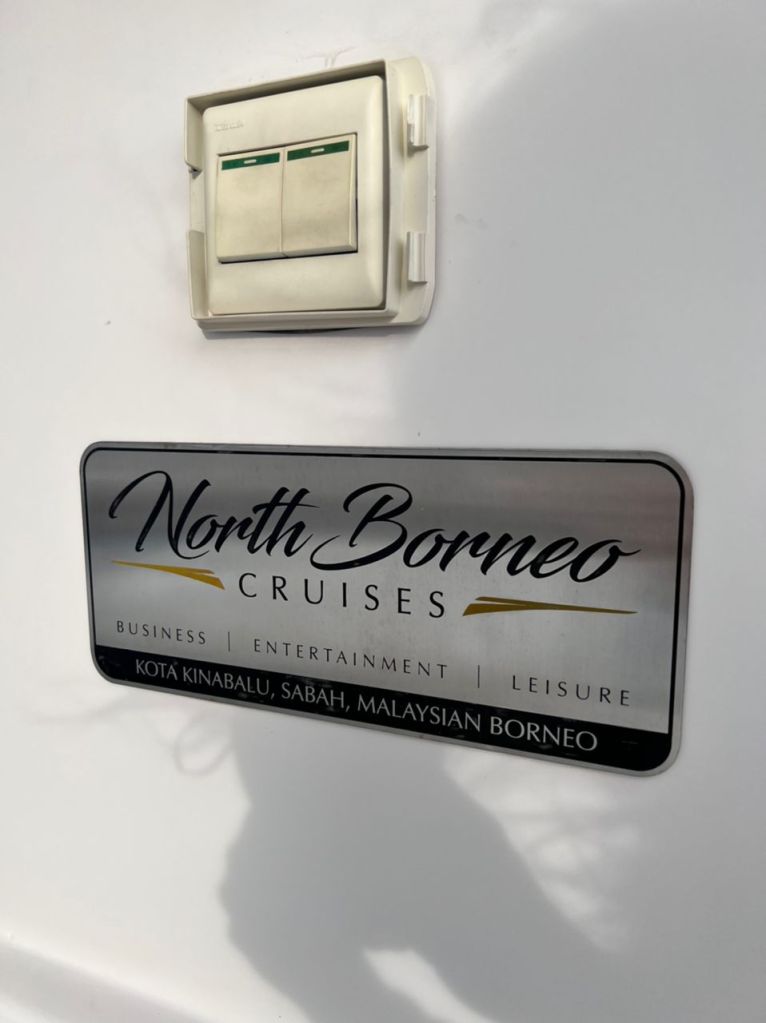 North Borneo
CRUISES
BUSINESS | ENTERTAINMENT | LEISURE
KOTA KINABALU, SABAH, MALAYSIAN BORNEO